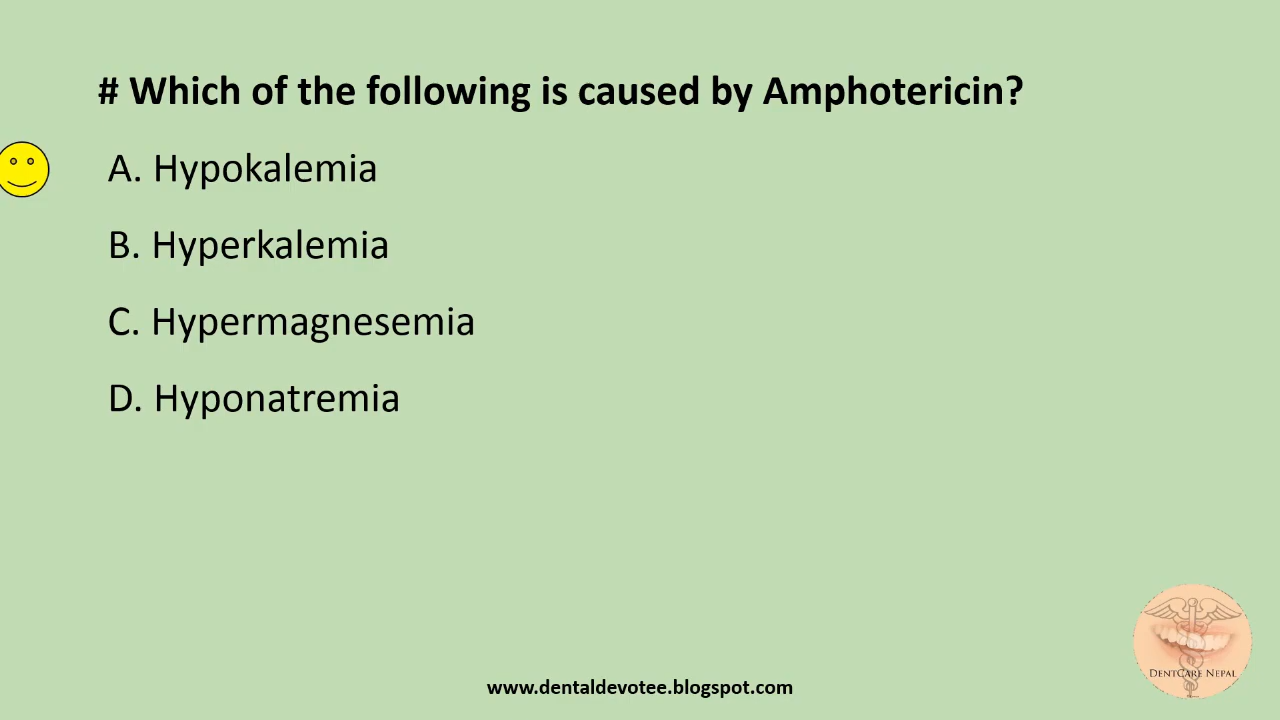 # Which of the following is caused by Amphotericin?
A. Hypokalemia
B. Hyperkalemia
C. Hypermagnesemia
D. Hyponatremia
DENTCARE NEPAL
www.dentaldevotee.blogspot.com